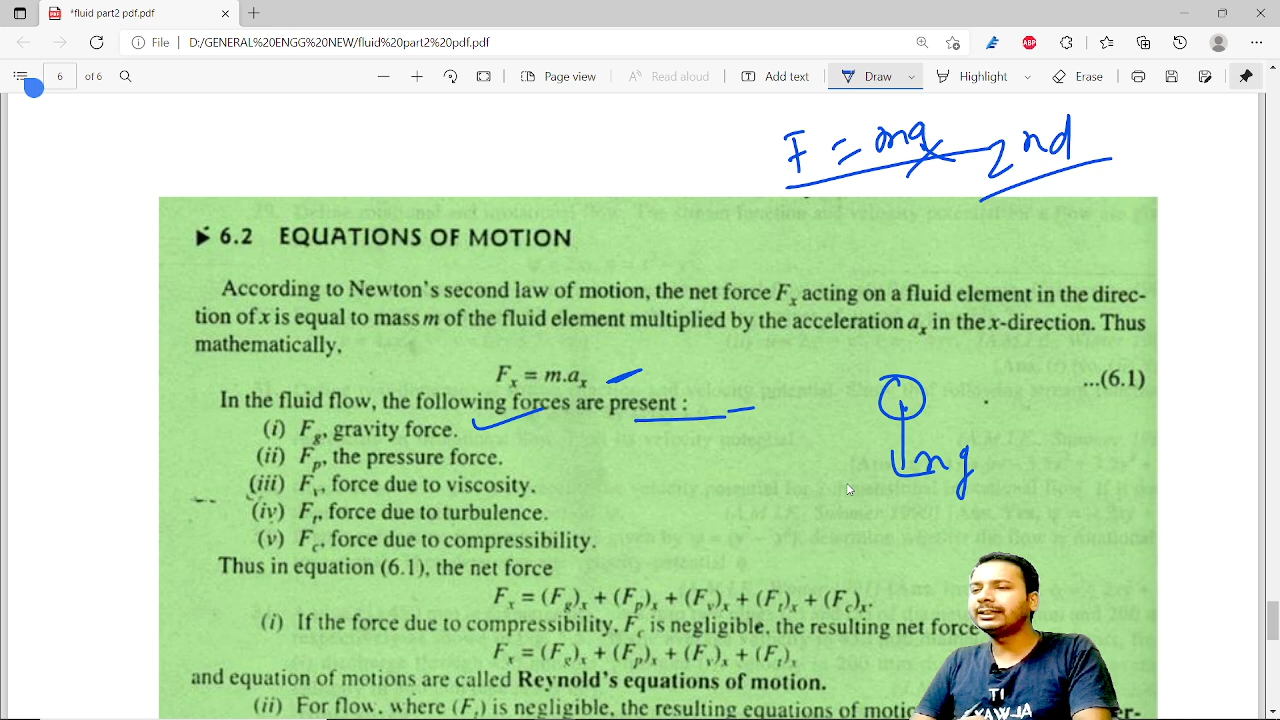 *fluid part2 pdf.pdf
File | D:/GENERAL%20ENGG%20NEW/fluid%20part2%20pdf.pdf
6 of 6 Page view Read aloud Add text Draw Highlight Erase
F = ma 2nd
6.2 EQUATIONS OF MOTION
According to Newton's second law of motion, the net force Fx acting on a fluid element in the direc-
tion of x is equal to mass m of the fluid element multiplied by the acceleration ax in the x-direction. Thus
mathematically,
Fx = m.ax ...(6.1)
In the fluid flow, the following forces are present :
(i) Fg, gravity force.
(ii) Fp, the pressure force.
mg
(iii) Fv, force due to viscosity.
(iv) Ft, force due to turbulence.
(v) Fc, force due to compressibility.
Thus in equation (6.1), the net force
Fx = (Fg)x + (Fp)x + (Fv)x + (Ft)x + (Fc)x.
(i) If the force due to compressibility, Fc is negligible, the resulting net force
Fx = (Fg)x + (Fp)x + (Fv)x + (Ft)x
and equation of motions are called Reynold's equations of motion.
(ii) For flow, where (Ft) is negligible, the resulting equations of